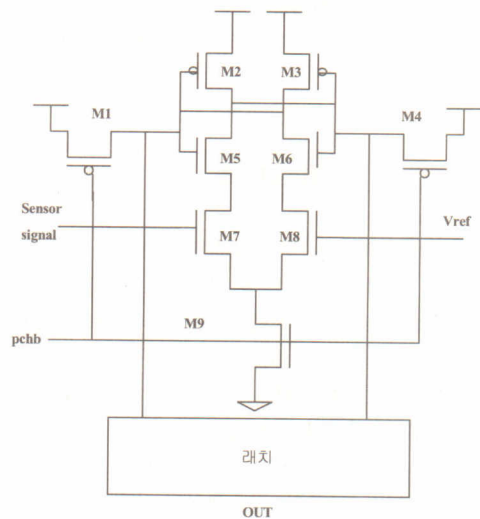 M2
M3
M1
M4
M5
M6
Sensor
signal
M7
M8
Vref
M9
pchb
래치
OUT